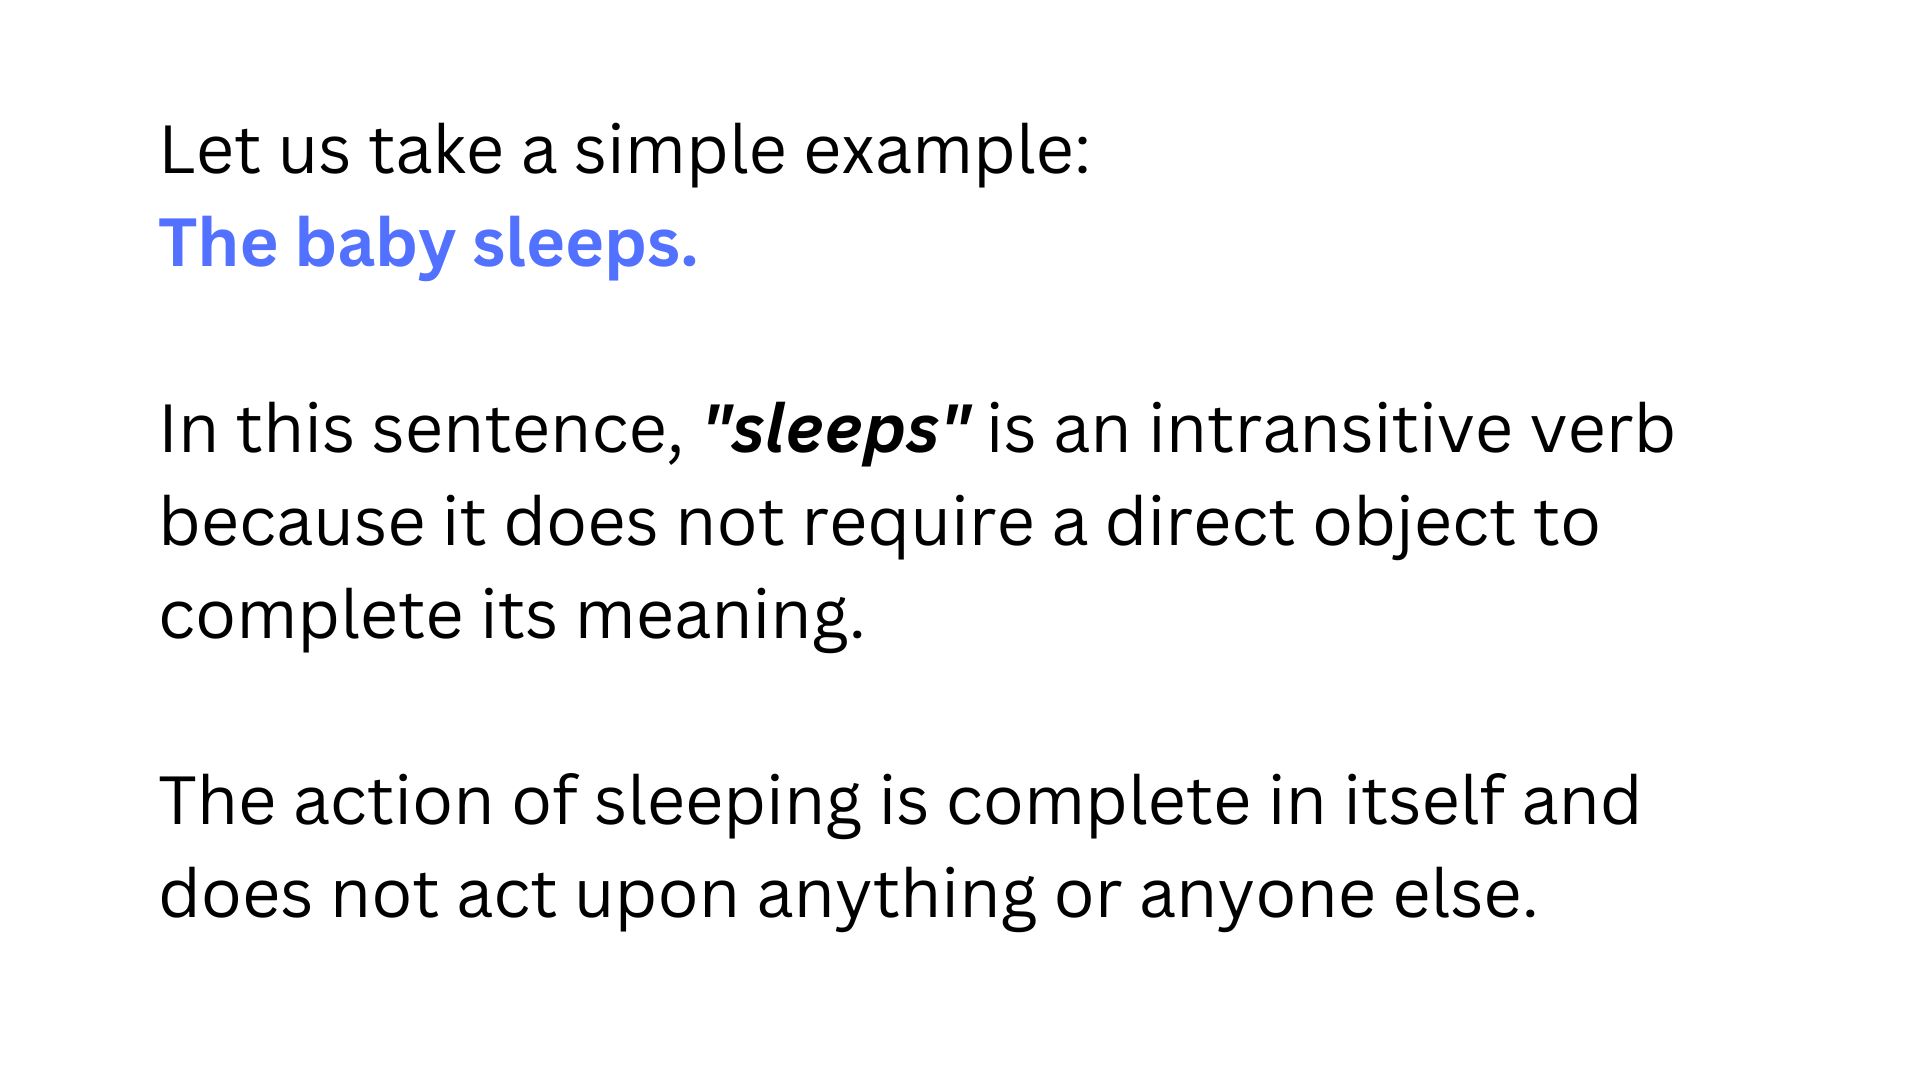 Let us take a simple example:
The baby sleeps.
In this sentence, "sleeps" is an intransitive verb
because it does not require a direct object to
complete its meaning.
The action of sleeping is complete in itself and
does not act upon anything or anyone else.